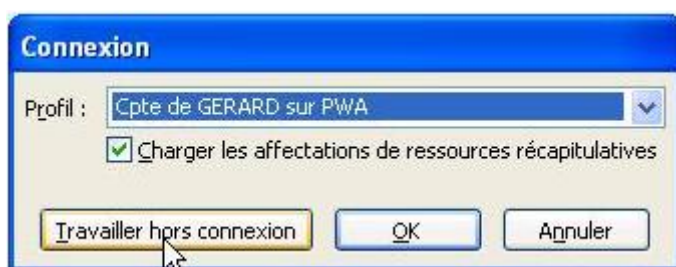 Connexion
Profil : Cpte de GERARD sur PWA
Charger les affectations de ressources récapitulatives
Travailler hors connexion OK Annuler